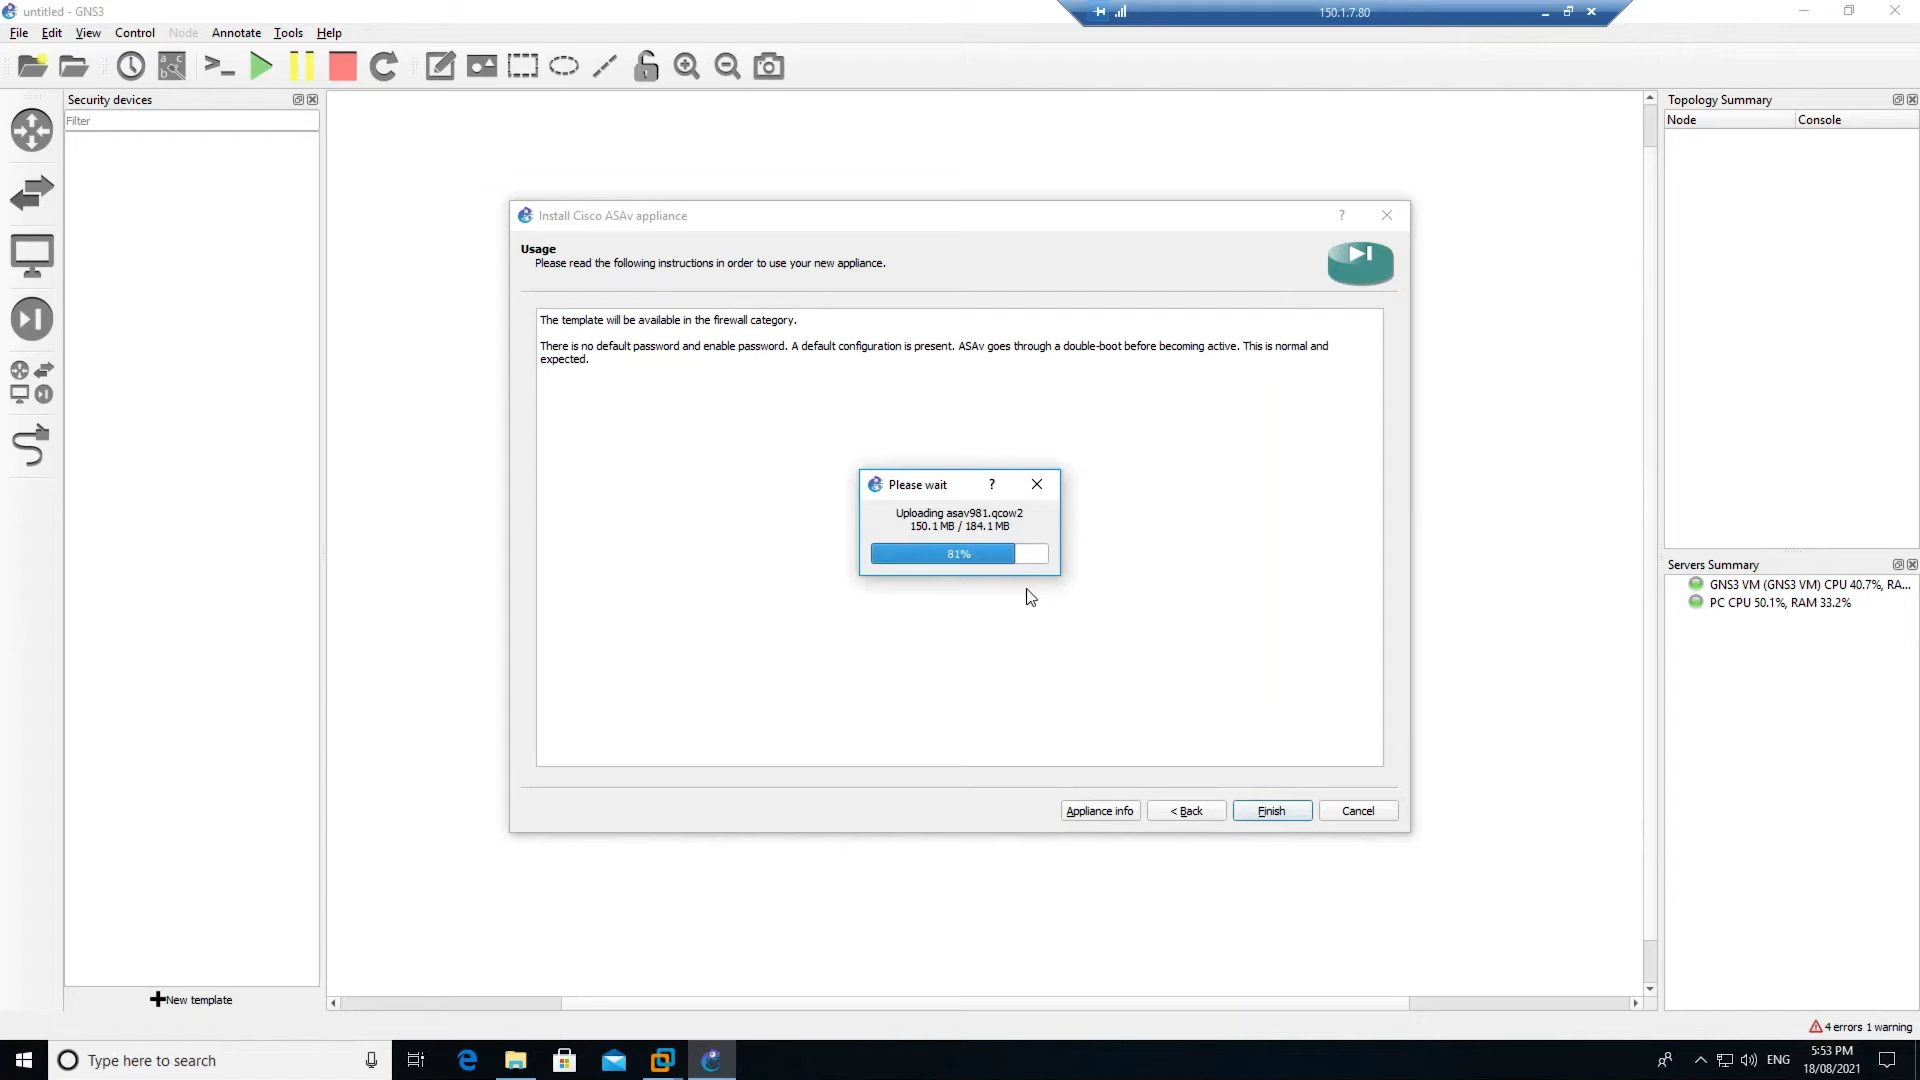 untitled - GNS3
150.1.7.80
File Edit View Control Node Annotate Tools Help
Security devices
Filter
Topology Summary
Node Console
Install Cisco ASAv appliance
?
Usage
Please read the following instructions in order to use your new appliance.
The template will be available in the firewall category.
There is no default password and enable password. A default configuration is present. ASAv goes through a double-boot before becoming active. This is normal and
expected.
Please wait ?
Uploading asav981.qcow2
150.1 MB / 184.1 MB
81%
Servers Summary
GNS3 VM (GNS3 VM) CPU 40.7%, RA...
PC CPU 50.1%, RAM 33.2%
Appliance info < Back Finish Cancel
New template
4 errors 1 warning
Type here to search
ENG
5:53 PM
18/08/2021